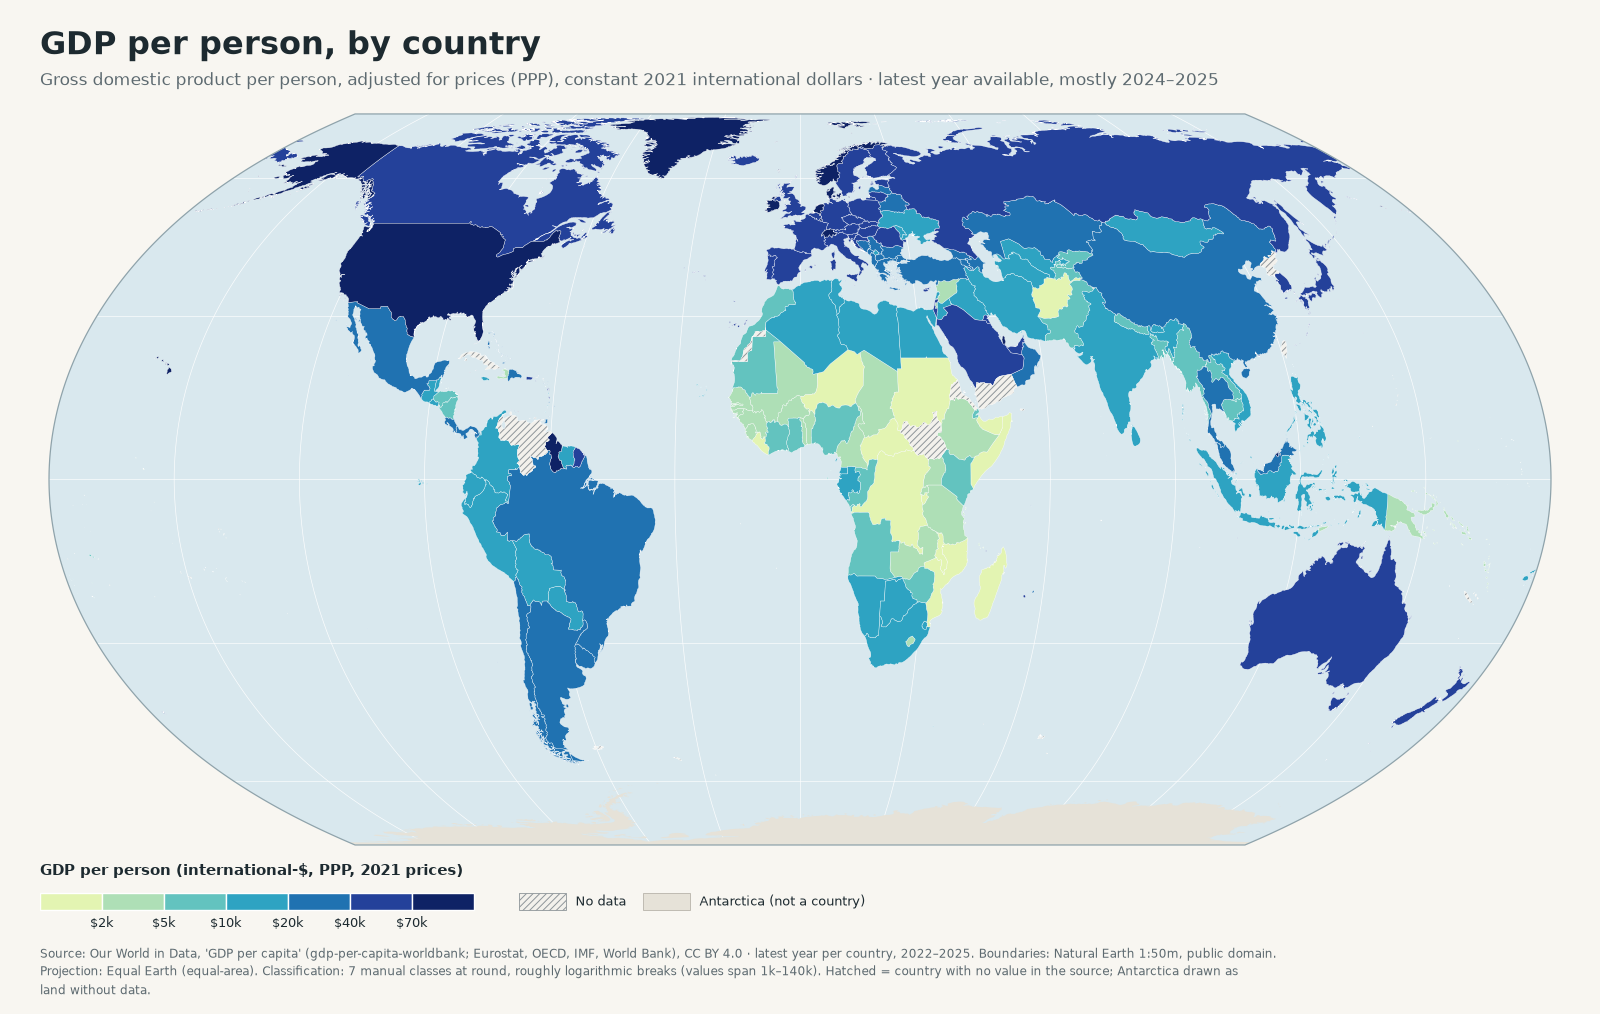 GDP per person, by country
Gross domestic product per person, adjusted for prices (PPP), constant 2021 international dollars · latest year available, mostly 2024–2025
GDP per person (international-$, PPP, 2021 prices)
$2k $5k $10k $20k $40k $70k
No data
Antarctica (not a country)
Source: Our World in Data, 'GDP per capita' (gdp-per-capita-worldbank; Eurostat, OECD, IMF, World Bank), CC BY 4.0 · latest year per country, 2022–2025. Boundaries: Natural Earth 1:50m, public domain.
Projection: Equal Earth (equal-area). Classification: 7 manual classes at round, roughly logarithmic breaks (values span 1k–140k). Hatched = country with no value in the source; Antarctica drawn as
land without data.